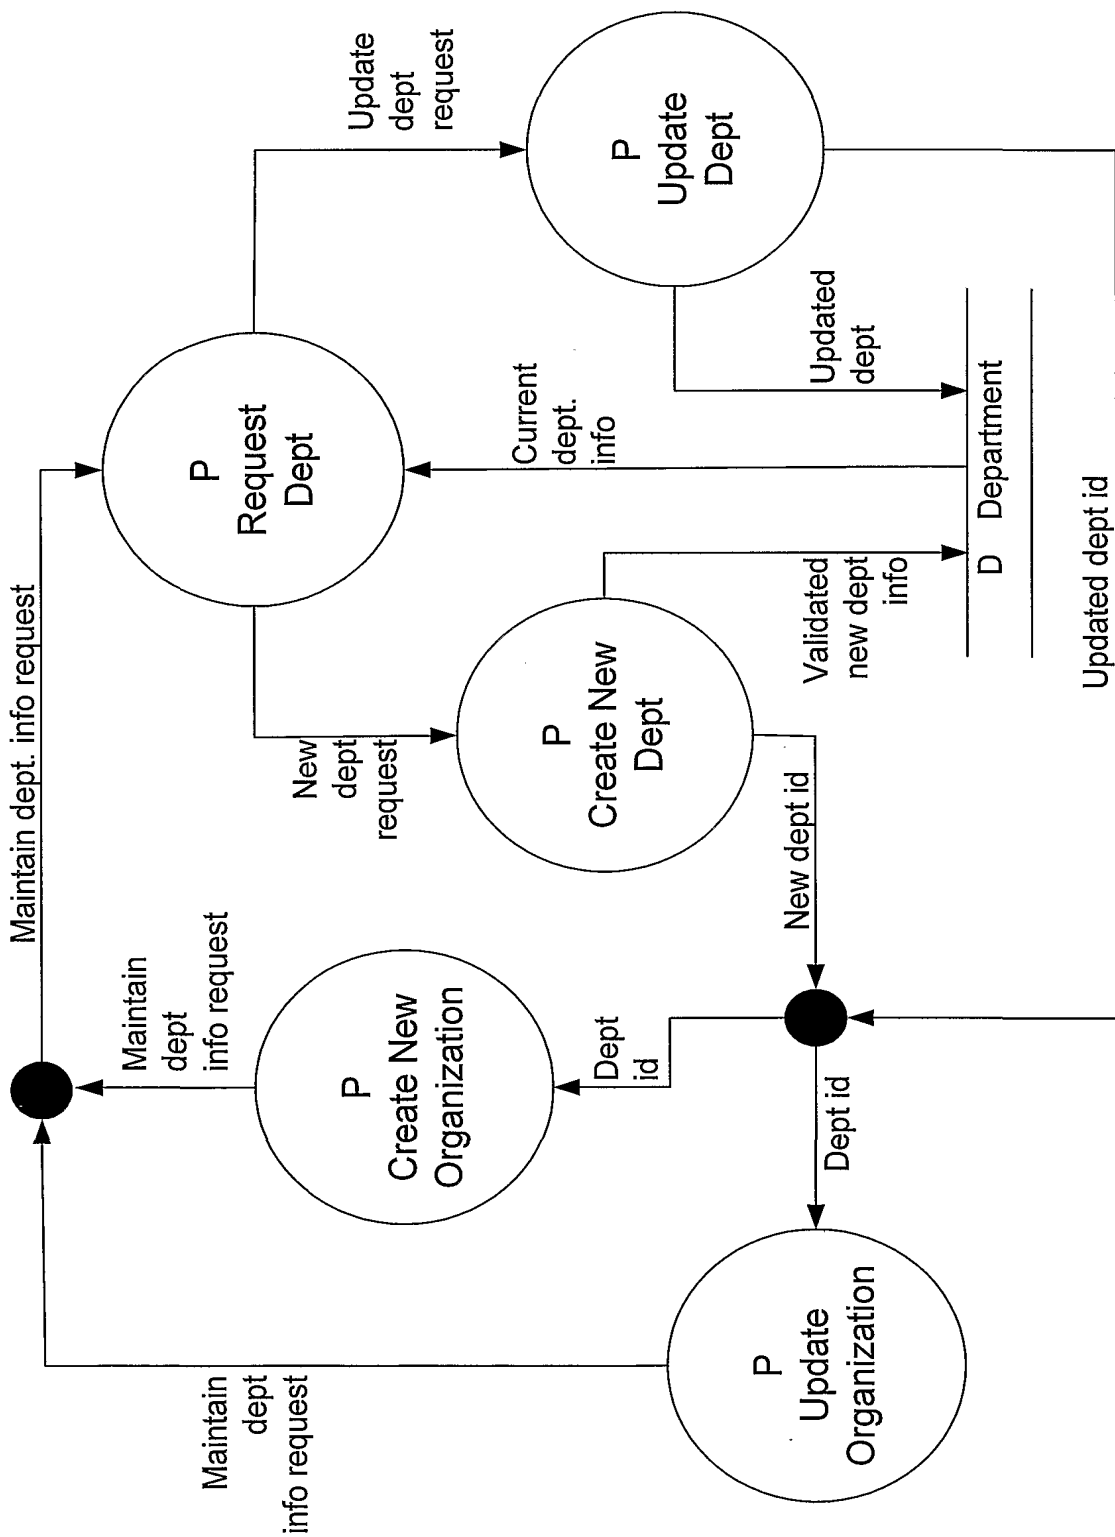 Maintain dept. info request
Maintain
dept
info request
Maintain
dept
info request
P
Request
Dept
Update
dept
request
New
dept
request
P
Create New
Organization
P
Create New
Dept
Current
dept.
info
P
Update
Dept
Dept
id
Updated
dept
Validated
new dept
info
New dept id
Dept id
P
Update
Organization
D Department
Updated dept id